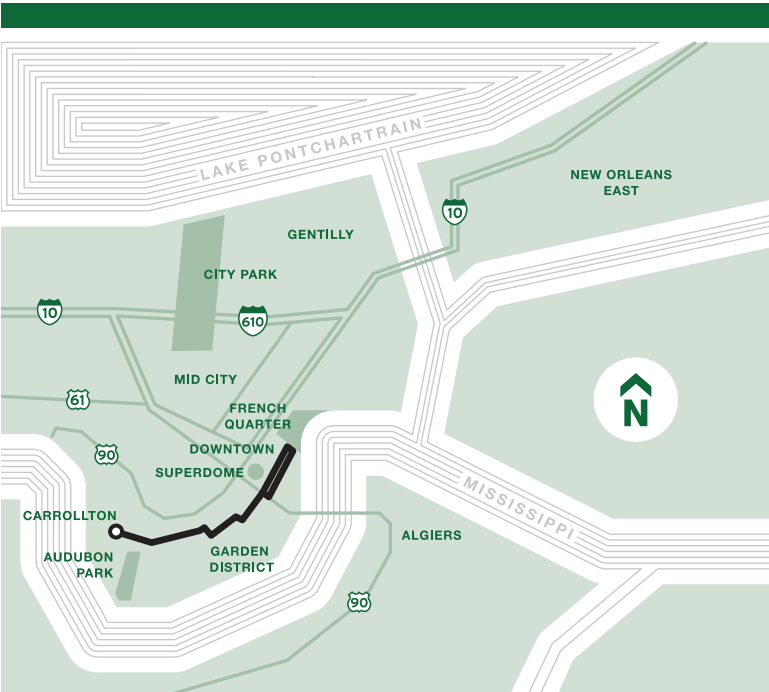 LAKE PONTCHARTRAIN
NEW ORLEANS
EAST
10
GENTILLY
CITY PARK
10
610
MID CITY
61
N
FRENCH
QUARTER
DOWNTOWN
90
SUPERDOME
MISSISSIPPI
CARROLLTON
ALGIERS
AUDUBON
PARK
GARDEN
DISTRICT
90